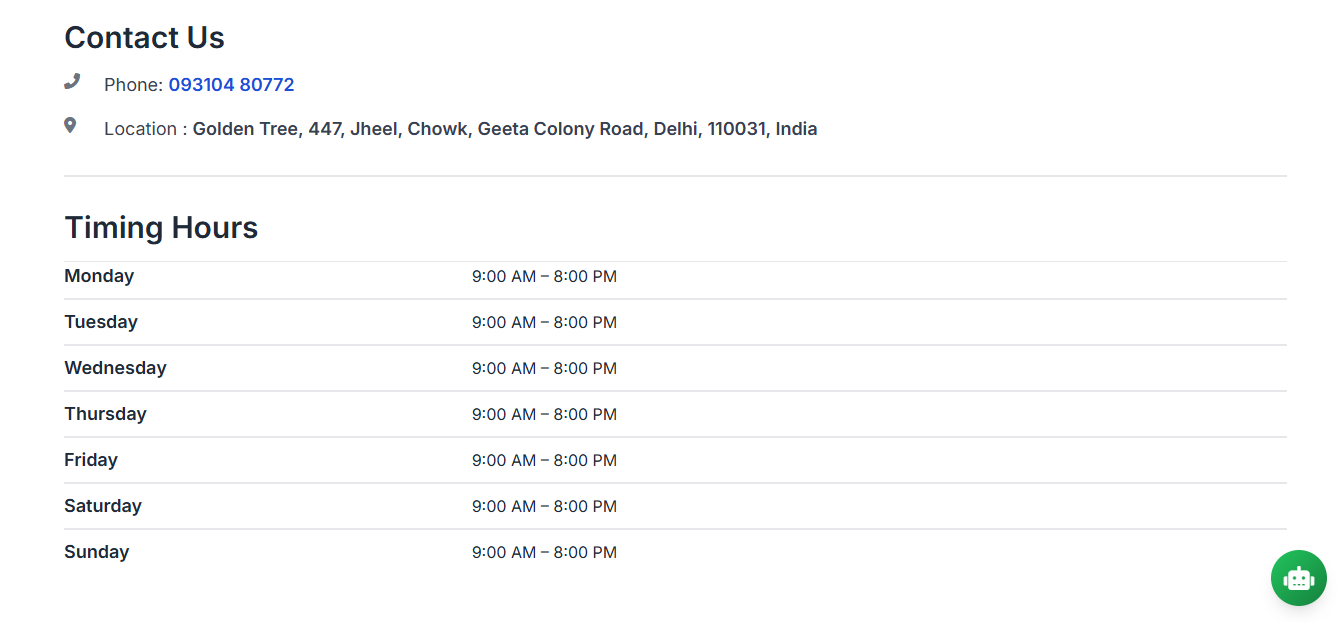 Contact Us
Phone: 093104 80772
Location : Golden Tree, 447, Jheel, Chowk, Geeta Colony Road, Delhi, 110031, India
Timing Hours
Monday 9:00 AM – 8:00 PM
Tuesday 9:00 AM – 8:00 PM
Wednesday 9:00 AM – 8:00 PM
Thursday 9:00 AM – 8:00 PM
Friday 9:00 AM – 8:00 PM
Saturday 9:00 AM – 8:00 PM
Sunday 9:00 AM – 8:00 PM